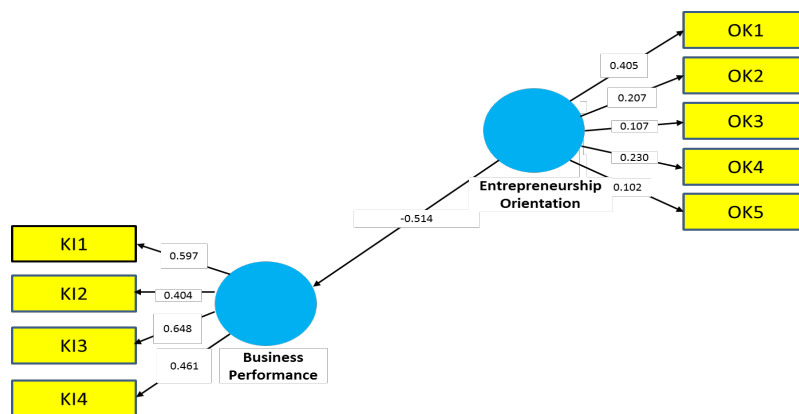 OK1
0.405
OK2
0.207
OK3
0.107
OK4
0.230
Entrepreneurship
Orientation
0.102
OK5
-0.514
KI1
0.597
KI2
0.404
KI3
0.648
Business
Performance
0.461
KI4